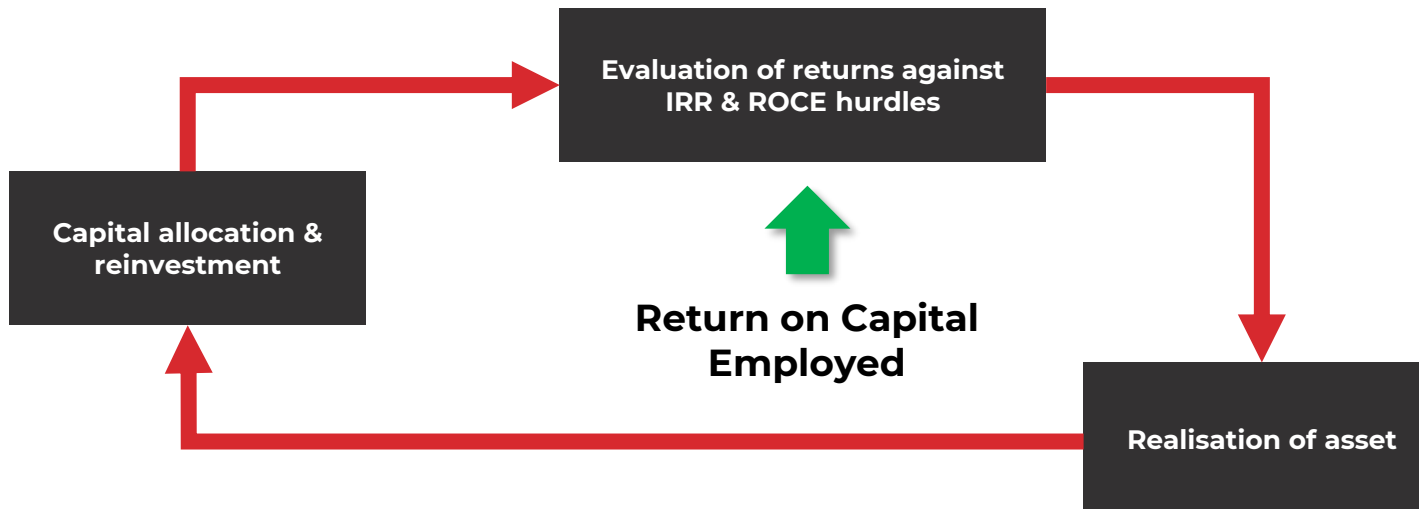 Evaluation of returns against
IRR & ROCE hurdles
Capital allocation &
reinvestment
Return on Capital
Employed
Realisation of asset